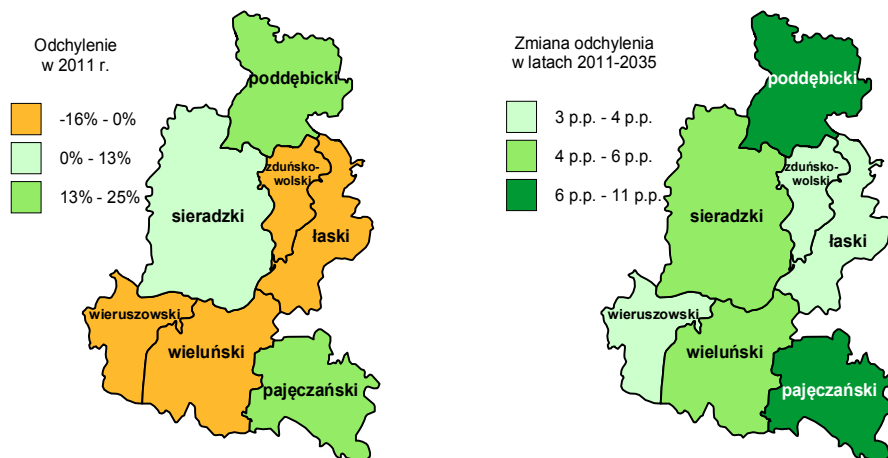 Odchylenie
w 2011 r.
-16% - 0%
0% - 13%
13% - 25%
poddębicki
zduńsko-
wolski
sieradzki
łaski
wieruszowski
wieluński
pajęczański
Zmiana odchylenia
w latach 2011-2035
3 p.p. - 4 p.p.
4 p.p. - 6 p.p.
6 p.p. - 11 p.p.
poddębicki
zduńsko-
wolski
sieradzki
łaski
wieruszowski
wieluński
pajęczański